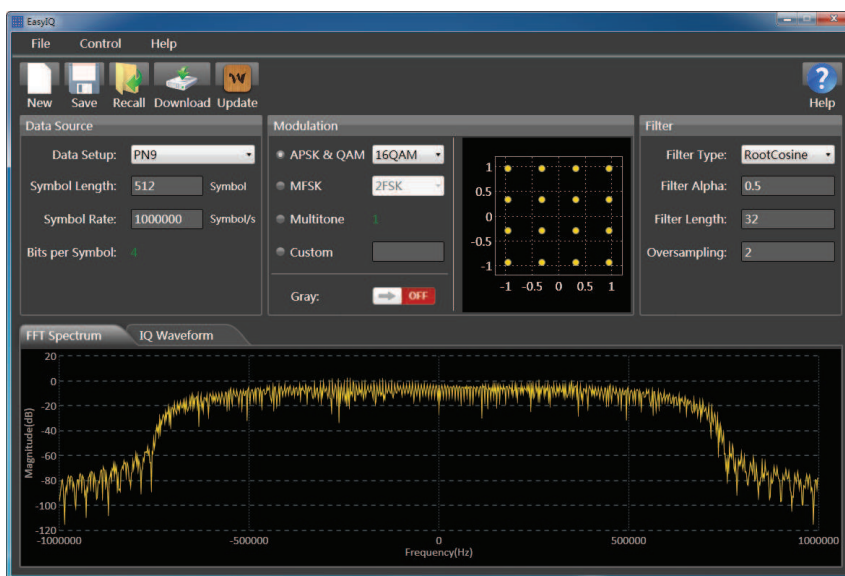 EasyIQ
File Control Help
New Save Recall Download Update Help
Data Source
Data Setup: PN9
Symbol Length: 512 Symbol
Symbol Rate: 1000000 Symbol/s
Bits per Symbol: 4
Modulation
APSK & QAM 16QAM
MFSK 2FSK
Multitone 1
Custom
Gray: OFF
1
0.5
0
-0.5
-1
-1 -0.5 0 0.5 1
Filter
Filter Type: RootCosine
Filter Alpha: 0.5
Filter Length: 32
Oversampling: 2
FFT Spectrum IQ Waveform
Magnitude(dB)
20
0
-20
-40
-60
-80
-100
-120
-1000000 -500000 0 500000 1000000
Frequency(Hz)